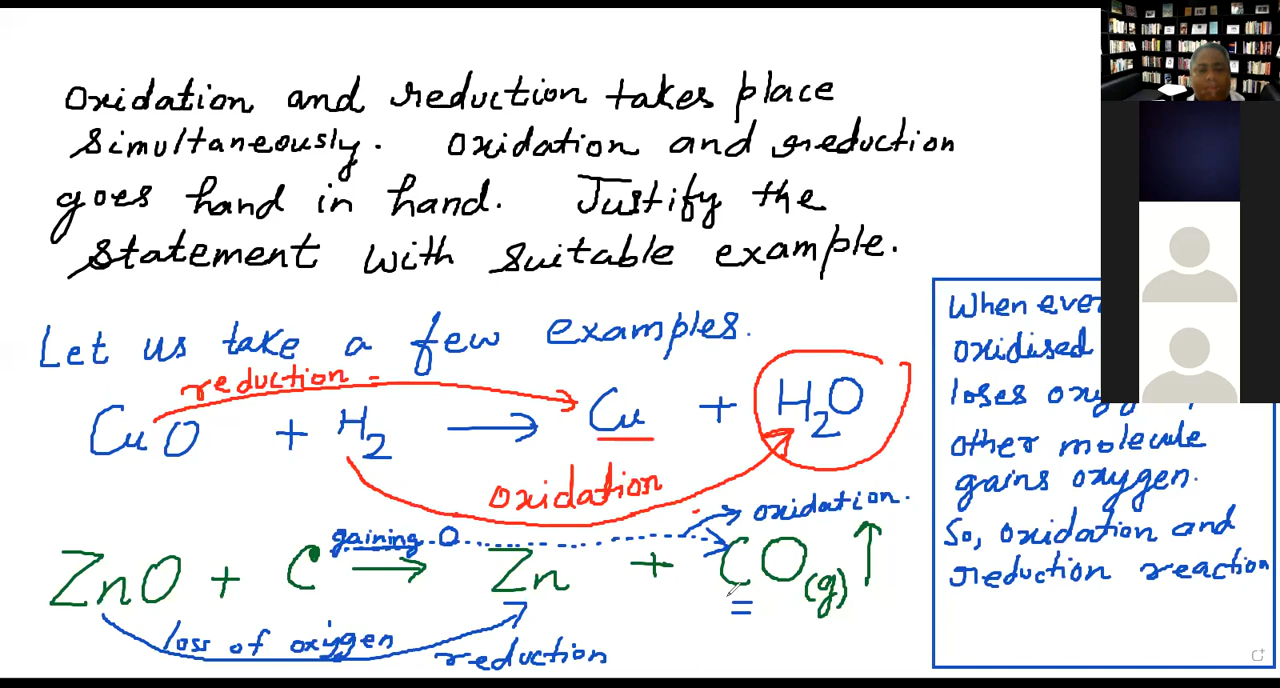 Oxidation and reduction takes place
simultaneously. Oxidation and reduction
goes hand in hand. Justify the
statement with suitable example.
Let us take a few examples.
reduction
CuO + H2 → Cu + H2O
oxidation
oxidation.
gaining O
ZnO + C → Zn + CO(g) ↑
loss of oxygen
reduction
When ever
oxidised
loses
other molecule
gains oxygen.
So, oxidation and
reduction reaction